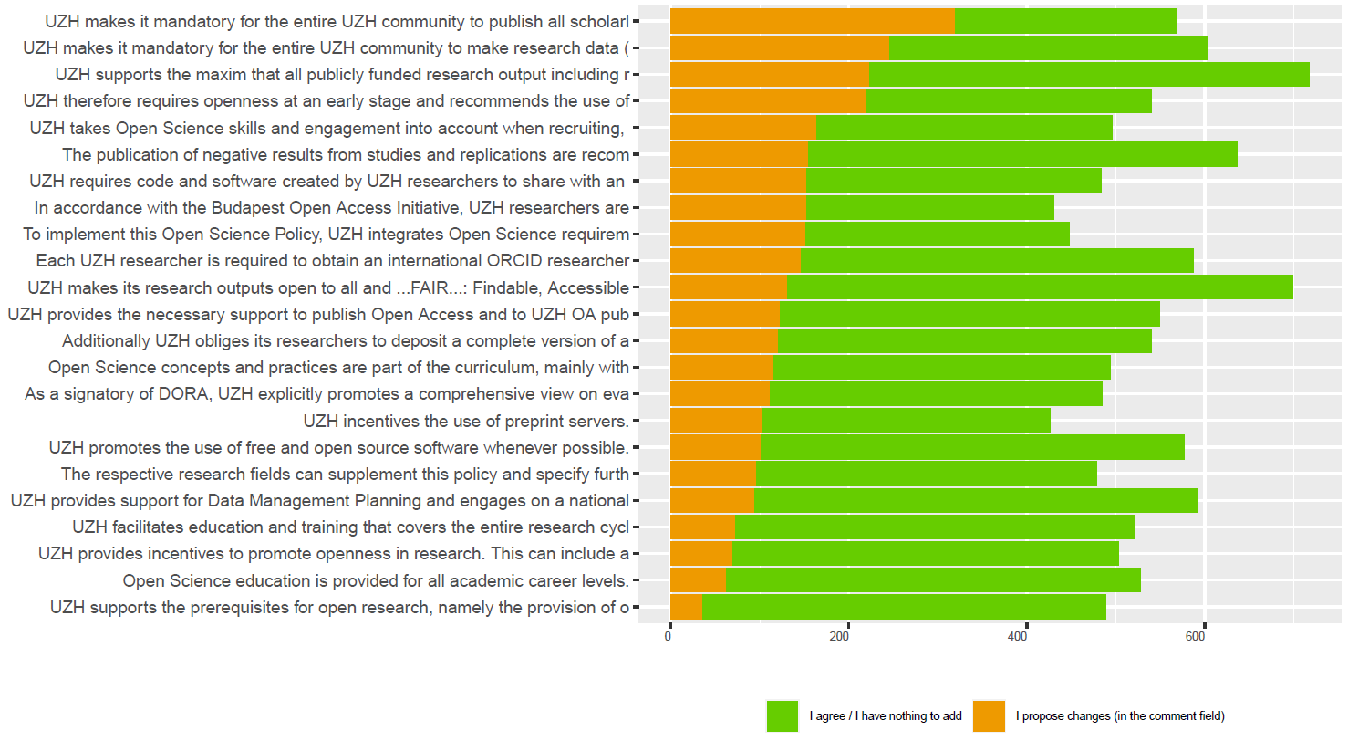 UZH makes it mandatory for the entire UZH community to publish all scholarl
UZH makes it mandatory for the entire UZH community to make research data (
UZH supports the maxim that all publicly funded research output including r
UZH therefore requires openness at an early stage and recommends the use of
UZH takes Open Science skills and engagement into account when recruiting,
The publication of negative results from studies and replications are recom
UZH requires code and software created by UZH researchers to share with an
In accordance with the Budapest Open Access Initiative, UZH researchers are
To implement this Open Science Policy, UZH integrates Open Science requirem
Each UZH researcher is required to obtain an international ORCID researcher
UZH makes its research outputs open to all and ...FAIR...: Findable, Accessible
UZH provides the necessary support to publish Open Access and to UZH OA pub
Additionally UZH obliges its researchers to deposit a complete version of a
Open Science concepts and practices are part of the curriculum, mainly with
As a signatory of DORA, UZH explicitly promotes a comprehensive view on eva
UZH incentives the use of preprint servers.
UZH promotes the use of free and open source software whenever possible.
The respective research fields can supplement this policy and specify furth
UZH provides support for Data Management Planning and engages on a national
UZH facilitates education and training that covers the entire research cycl
UZH provides incentives to promote openness in research. This can include a
Open Science education is provided for all academic career levels.
UZH supports the prerequisites for open research, namely the provision of o
0 200 400 600
I agree / I have nothing to add I propose changes (in the comment field)